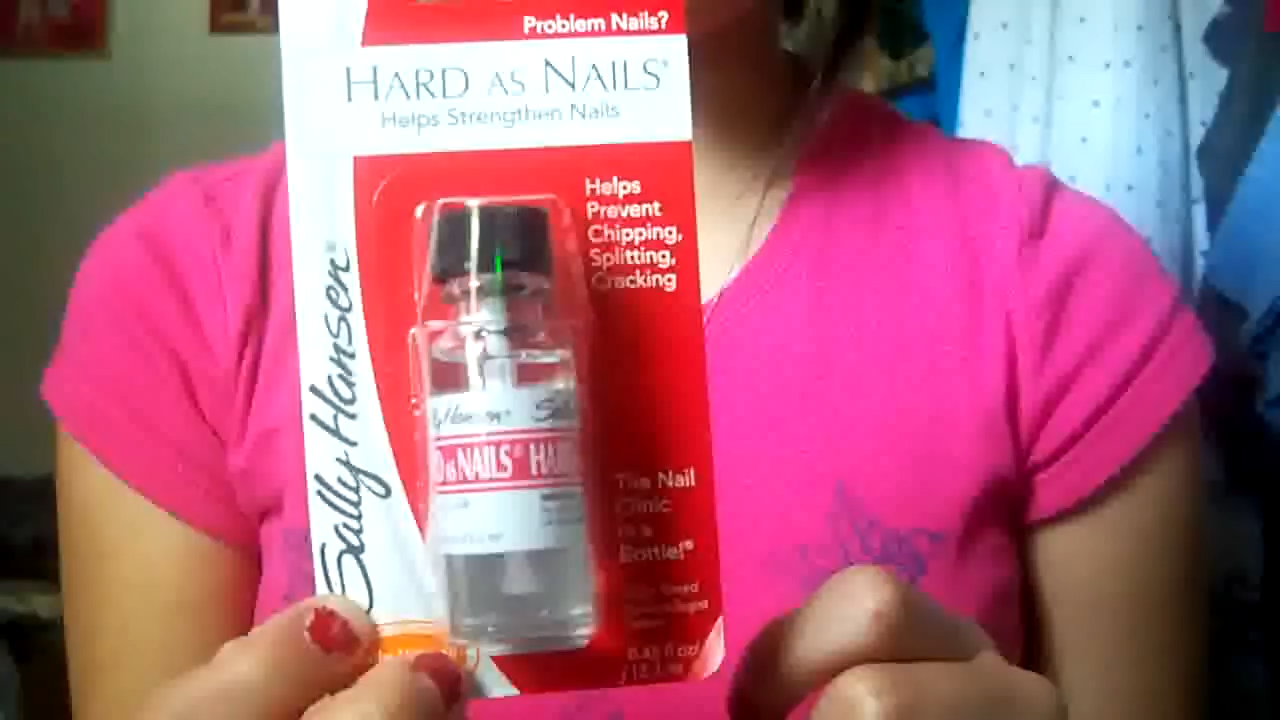 Problem Nails?
HARD AS NAILS®
Helps Strengthen Nails
Helps
Prevent
Chipping,
Splitting,
Cracking
Sally Hansen®
NAILS® HA
The Nail
Clinic
in a
Bottle!®